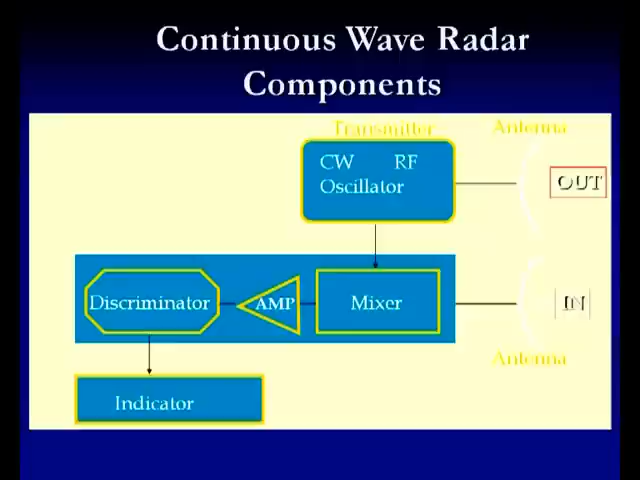 Continuous Wave Radar
Components
Transmitter
Antenna
CW RF
Oscillator
OUT
Discriminator
AMP
Mixer
IN
Antenna
Indicator